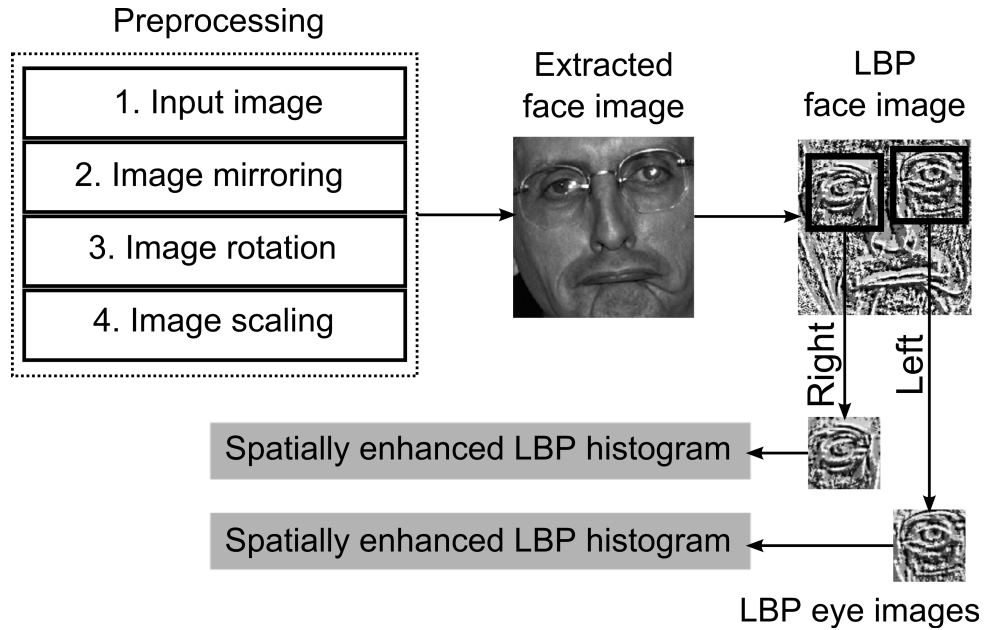 Preprocessing
1. Input image
2. Image mirroring
3. Image rotation
4. Image scaling
Extracted
face image
LBP
face image
Right
Left
Spatially enhanced LBP histogram
Spatially enhanced LBP histogram
LBP eye images